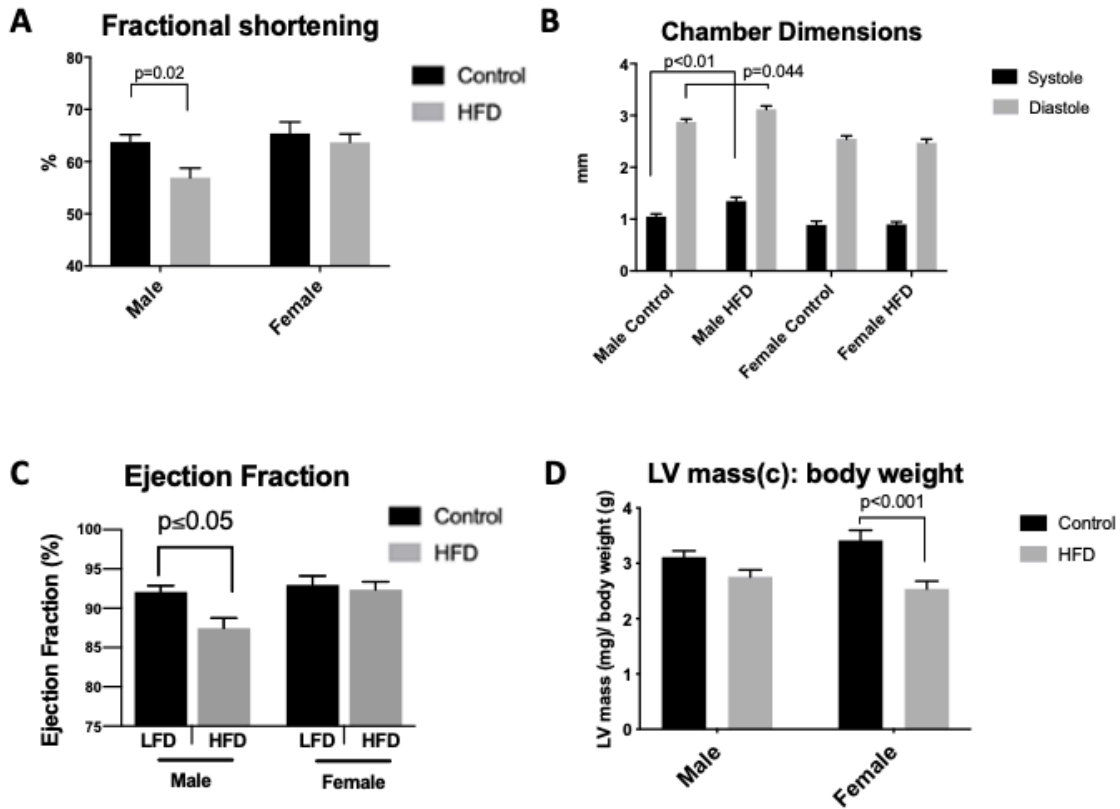 A
Fractional shortening
80
70
60
50
40
%
p=0.02
Control
HFD
Male
Female
B
Chamber Dimensions
4
3
2
1
0
mm
p<0.01
p=0.044
Systole
Diastole
Male Control
Male HFD
Female Control
Female HFD
C
Ejection Fraction
100
95
90
85
80
75
Ejection Fraction (%)
p≤0.05
Control
HFD
LFD HFD LFD HFD
Male Female
D
LV mass(c): body weight
4
3
2
1
0
LV mass (mg)/ body weight (g)
p<0.001
Control
HFD
Male
Female